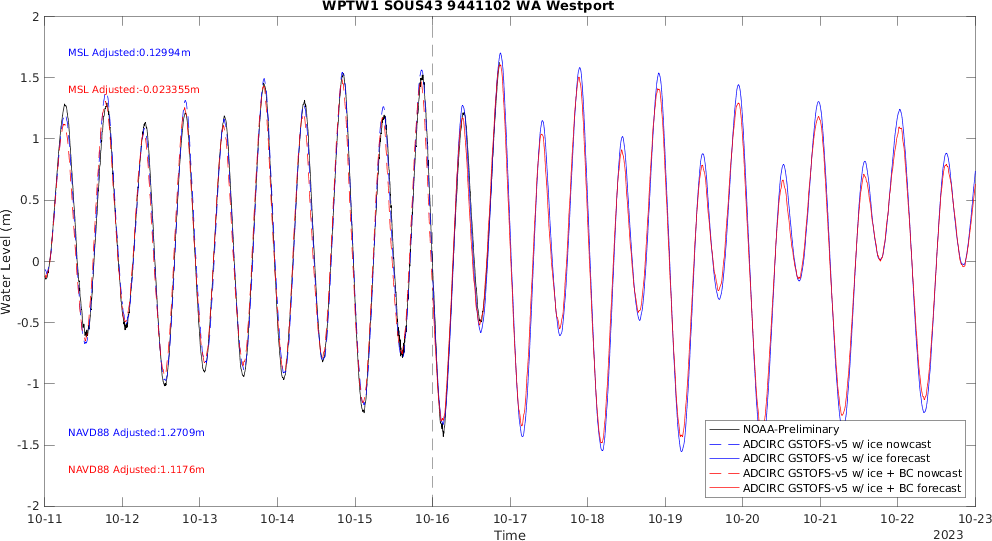 WPTW1 SOUS43 9441102 WA Westport
2
1.5
1
0.5
0
-0.5
-1
-1.5
-2
Water Level (m)
MSL Adjusted:0.12994m
MSL Adjusted:-0.023355m
NAVD88 Adjusted:1.2709m
NAVD88 Adjusted:1.1176m
NOAA-Preliminary
ADCIRC GSTOFS-v5 w/ ice nowcast
ADCIRC GSTOFS-v5 w/ ice forecast
ADCIRC GSTOFS-v5 w/ ice + BC nowcast
ADCIRC GSTOFS-v5 w/ ice + BC forecast
10-11 10-12 10-13 10-14 10-15 10-16 10-17 10-18 10-19 10-20 10-21 10-22 10-23
Time
2023